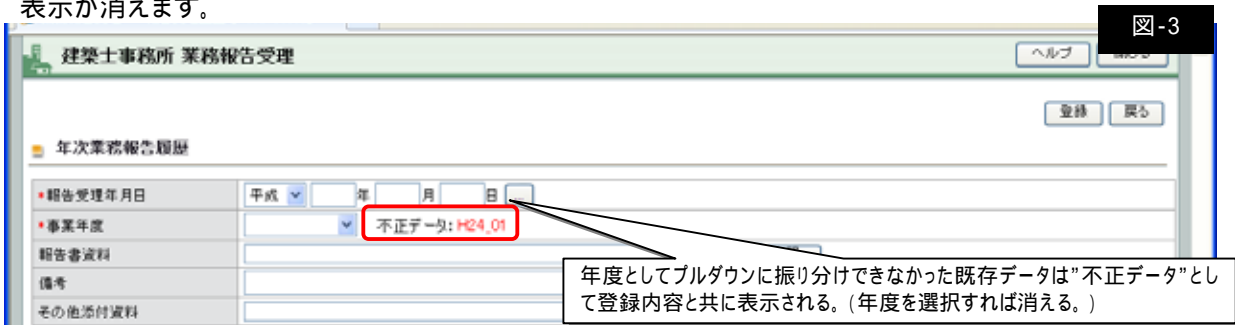 表示が消えます。
図-3
建築士事務所 業務報告受理
ヘルプ
登録 戻る
年次業務報告履歴
*報告受理年月日 平成 年 月 日 ...
*事業年度 不正データ: H24_01
報告書資料
備考
その他添付資料
年度としてプルダウンに振り分けできなかった既存データは”不正データ”とし
て登録内容と共に表示される。(年度を選択すれば消える。)